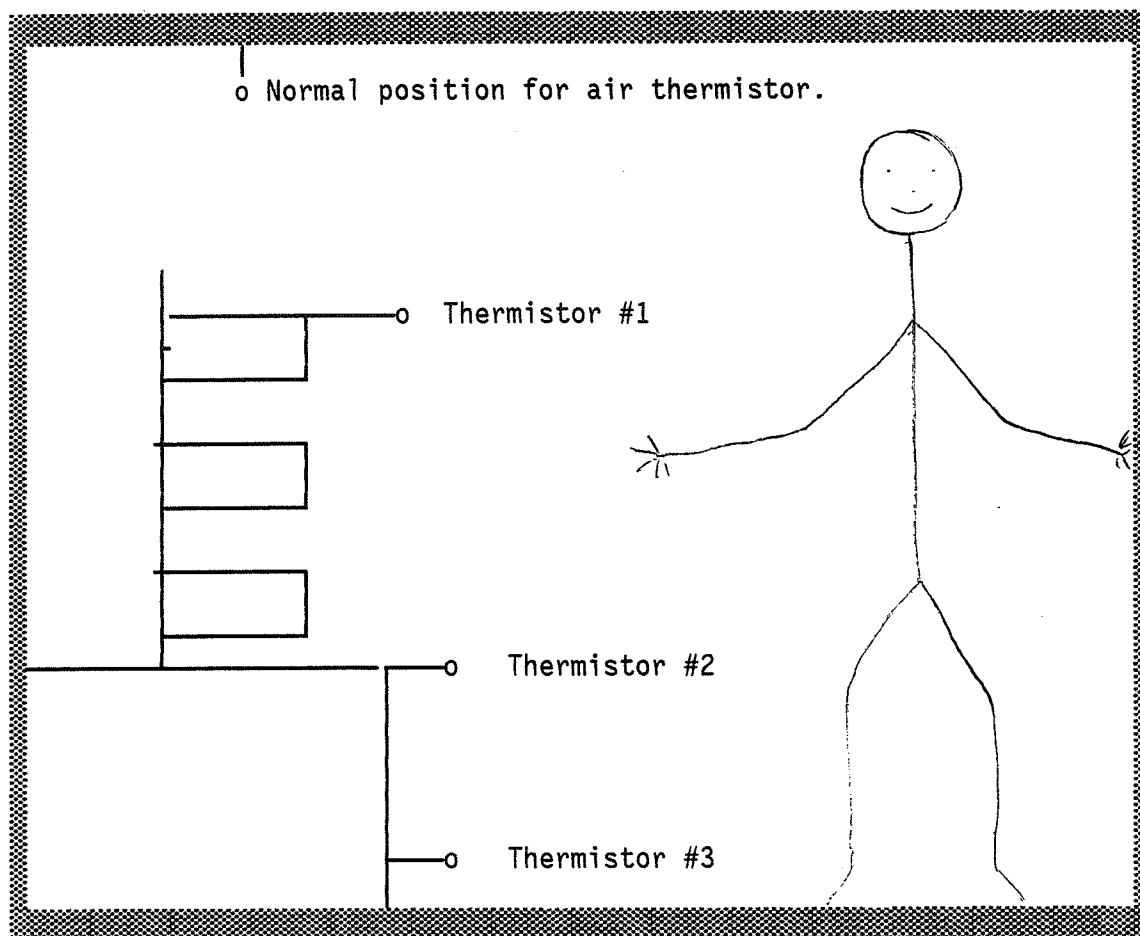 o Normal position for air thermistor.
Thermistor #1
Thermistor #2
Thermistor #3